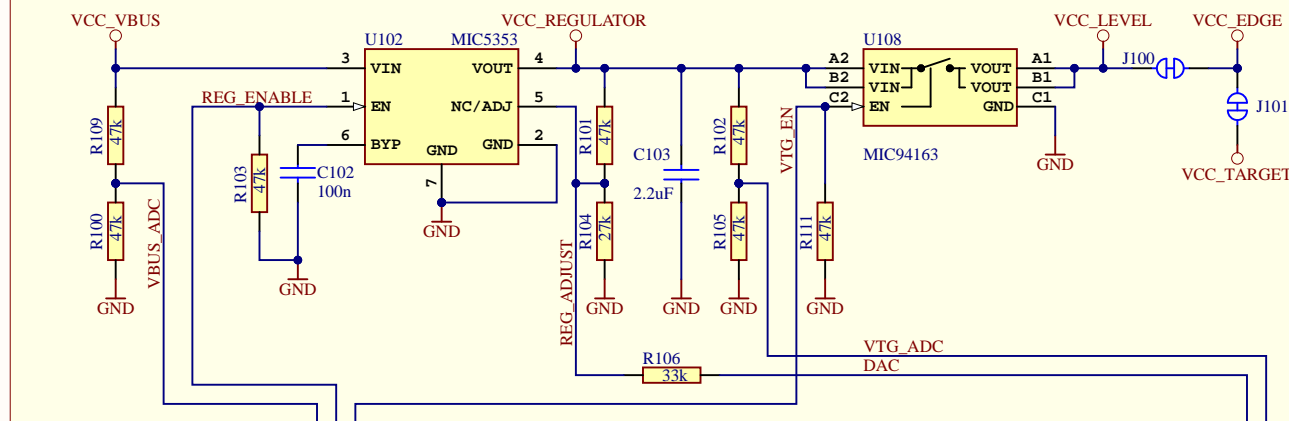 VCC_VBUS
VCC_REGULATOR
VCC_LEVEL
VCC_EDGE
U102
MIC5353
U108
J100
3
VIN
VOUT
4
A2
VIN
VOUT
A1
B2
VIN
VOUT
B1
REG_ENABLE
1
EN
NC/ADJ
5
C2
EN
GND
C1
J101
R109
47k
R101
47k
R102
47k
VTG_EN
6
BYP
GND
GND
2
7
MIC94163
GND
VCC_TARGET
R103
47k
C102
100n
C103
2.2uF
R100
47k
VBUS_ADC
GND
R104
27k
R105
47k
R111
47k
REG_ADJUST
GND
GND
GND
GND
GND
GND
VTG_ADC
R106
33k
DAC